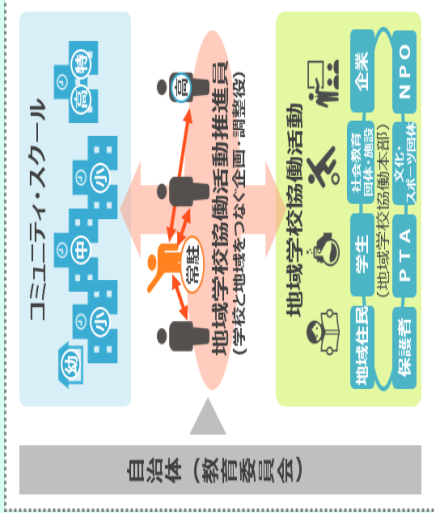 コミュニティ・スクール
幼
小
中
小
高
特
常駐
高
地域学校協働活動推進員
(学校と地域をつなぐ企画・調整役)
地域学校協働活動
地域住民
学生
社会教育
団体・施設
企業
(地域学校協働本部)
保護者
PTA
文化・
スポーツ団体
NPO
自治体（教育委員会）